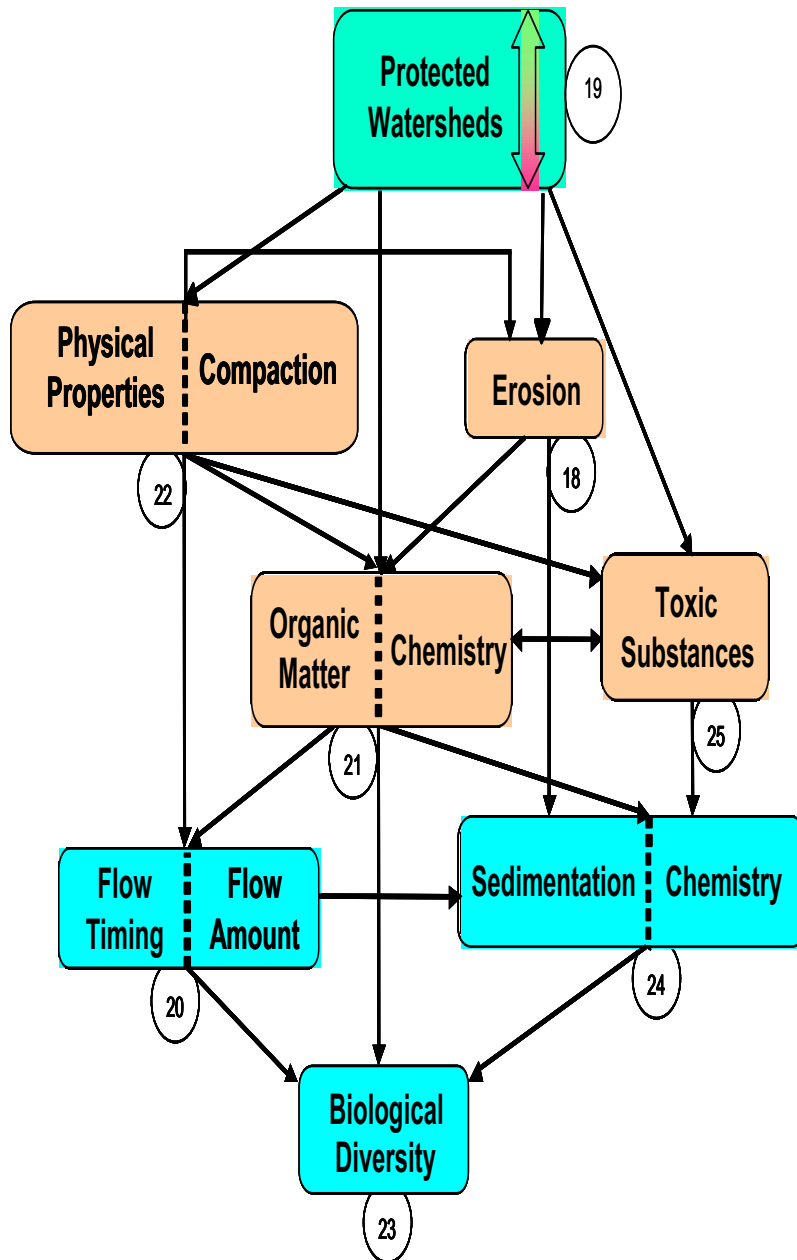 Protected
Watersheds
19
Physical
Properties
Compaction
Erosion
22
18
Organic
Matter
Chemistry
Toxic
Substances
21
25
Flow
Timing
Flow
Amount
Sedimentation
Chemistry
20
24
Biological
Diversity
23